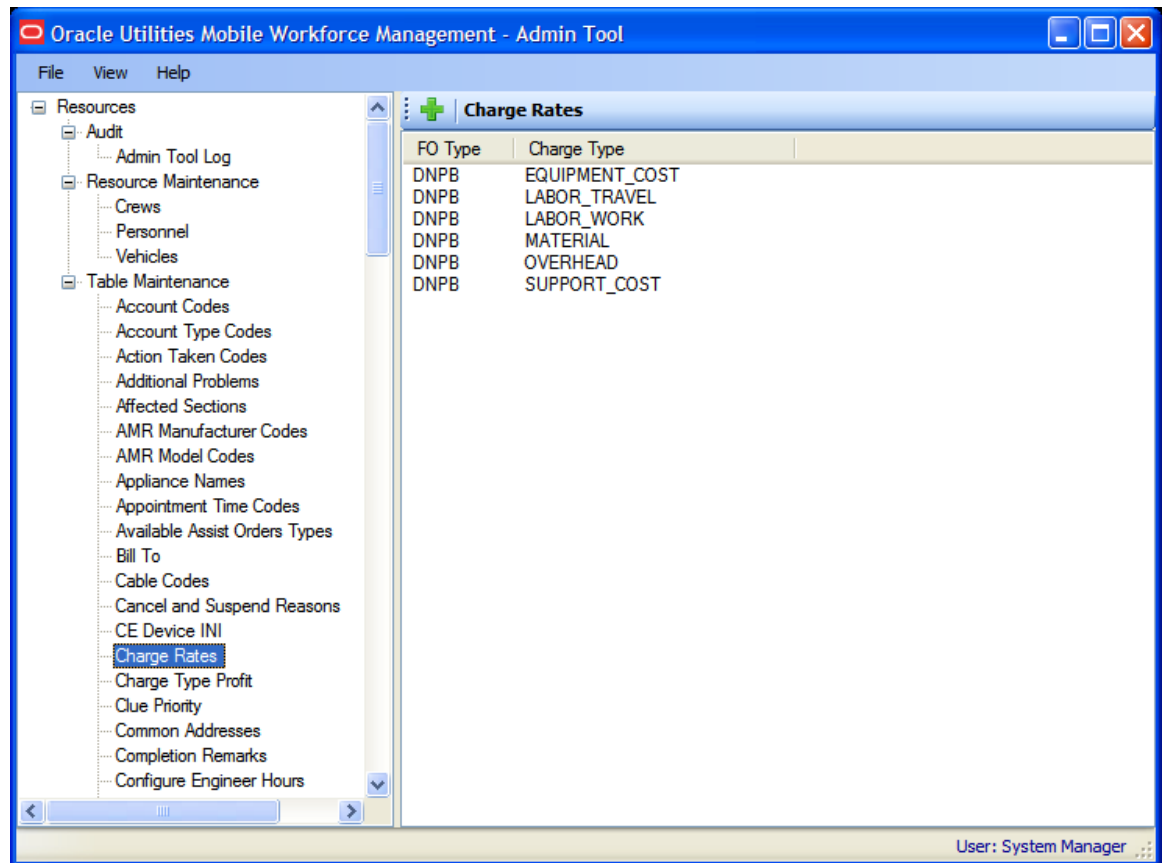 Oracle Utilities Mobile Workforce Management - Admin Tool
File View Help
Resources
Audit
Admin Tool Log
Resource Maintenance
Crews
Personnel
Vehicles
Table Maintenance
Account Codes
Account Type Codes
Action Taken Codes
Additional Problems
Affected Sections
AMR Manufacturer Codes
AMR Model Codes
Appliance Names
Appointment Time Codes
Available Assist Orders Types
Bill To
Cable Codes
Cancel and Suspend Reasons
CE Device INI
Charge Rates
Charge Type Profit
Clue Priority
Common Addresses
Completion Remarks
Configure Engineer Hours
Charge Rates
FO Type Charge Type
DNPB EQUIPMENT_COST
DNPB LABOR_TRAVEL
DNPB LABOR_WORK
DNPB MATERIAL
DNPB OVERHEAD
DNPB SUPPORT_COST
User: System Manager